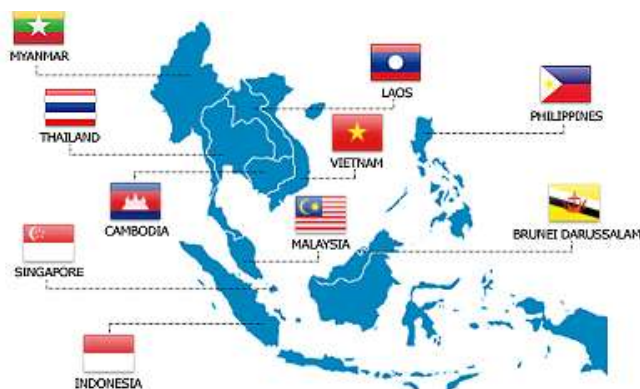 MYANMAR
LAOS
PHILIPPINES
THAILAND
VIETNAM
CAMBODIA
MALAYSIA
BRUNEI DARUSSALAM
SINGAPORE
INDONESIA